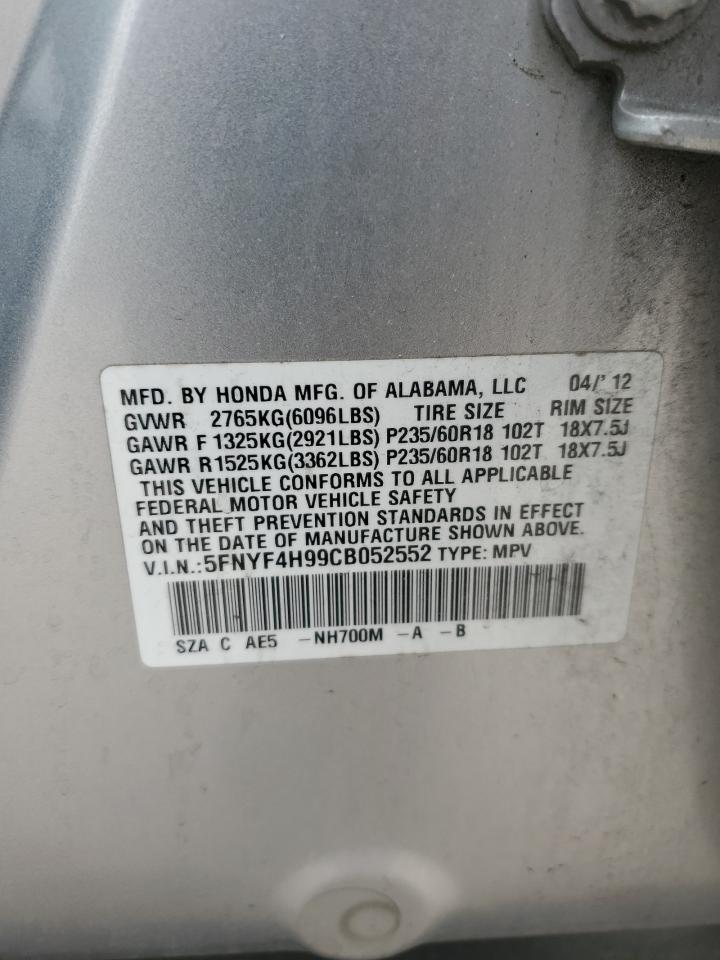 MFD. BY HONDA MFG. OF ALABAMA, LLC 04/'12
GVWR 2765KG(6096LBS) TIRE SIZE RIM SIZE
GAWR F 1325KG(2921LBS) P235/60R18 102T 18X7.5J
GAWR R1525KG(3362LBS) P235/60R18 102T 18X7.5J
THIS VEHICLE CONFORMS TO ALL APPLICABLE
FEDERAL MOTOR VEHICLE SAFETY
AND THEFT PREVENTION STANDARDS IN EFFECT
ON THE DATE OF MANUFACTURE SHOWN ABOVE.
V.I.N.:5FNYF4H99CB052552 TYPE: MPV
SZA C AE5 -NH700M -A -B